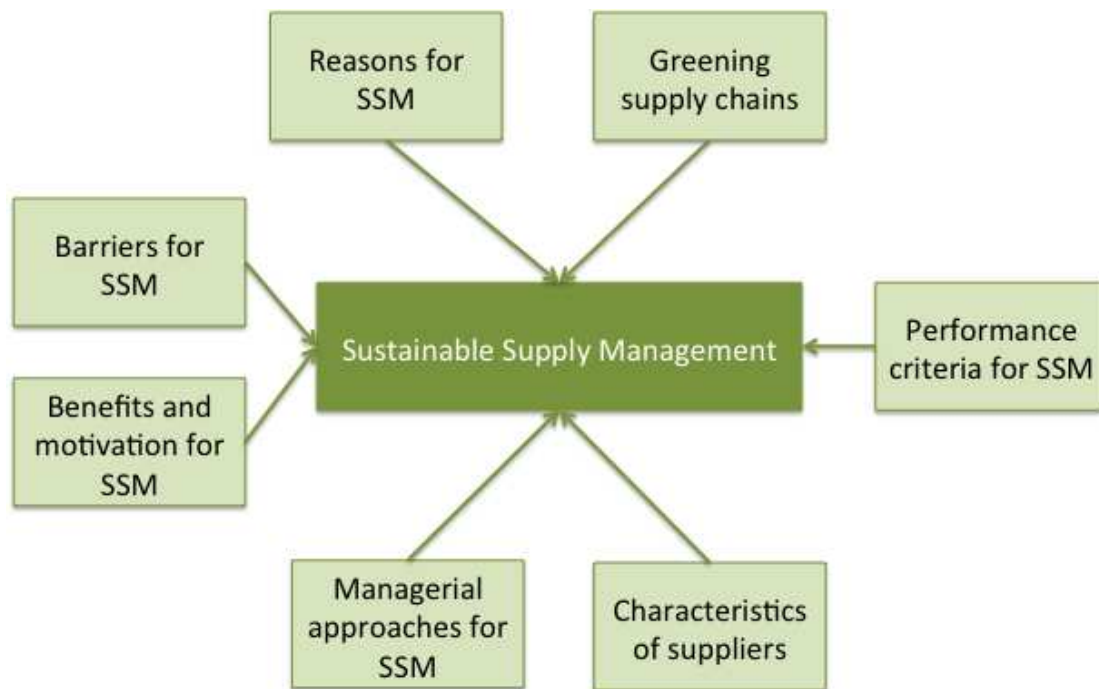 Reasons for
SSM
Greening
supply chains
Barriers for
SSM
Sustainable Supply Management
Performance
criteria for SSM
Benefits and
motivation for
SSM
Managerial
approaches for
SSM
Characteristics
of suppliers